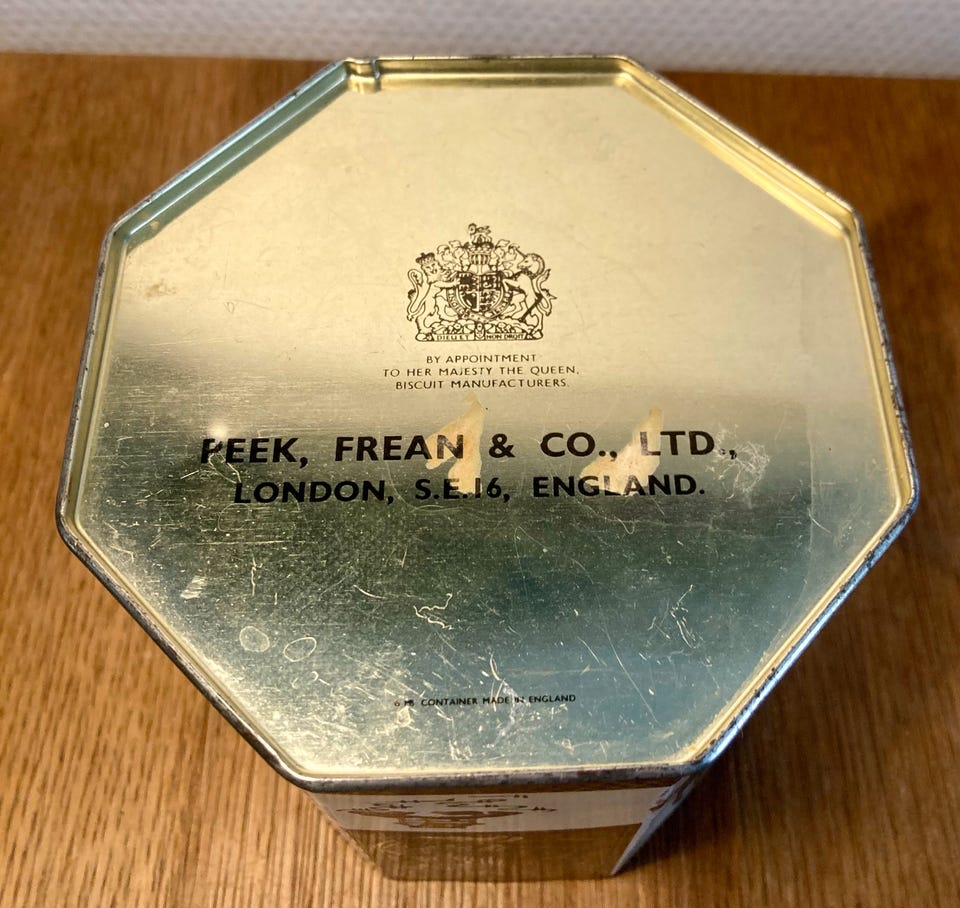 DIEU ET MON DROIT
BY APPOINTMENT
TO HER MAJESTY THE QUEEN,
BISCUIT MANUFACTURERS.
PEEK, FREAN & CO., LTD.,
LONDON, S.E.16, ENGLAND.
CONTAINER MADE IN ENGLAND